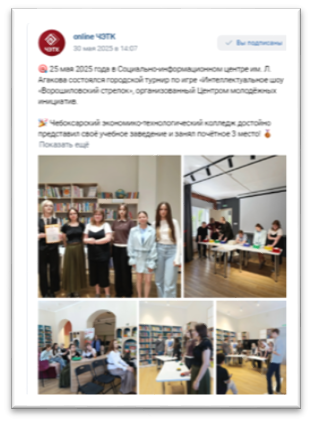 online ЧЭТК
30 мая 2025 в 14:07
Вы подписаны
25 мая 2025 года в Социально-информационном центре им. Л.
Агакова состоялся городской турнир по игре «Интеллектуальное шоу
«Ворошиловский стрелок», организованный Центром молодёжных
инициатив.
Чебоксарский экономико-технологический колледж достойно
представил своё учебное заведение и занял почётное 3 место!
Показать ещё